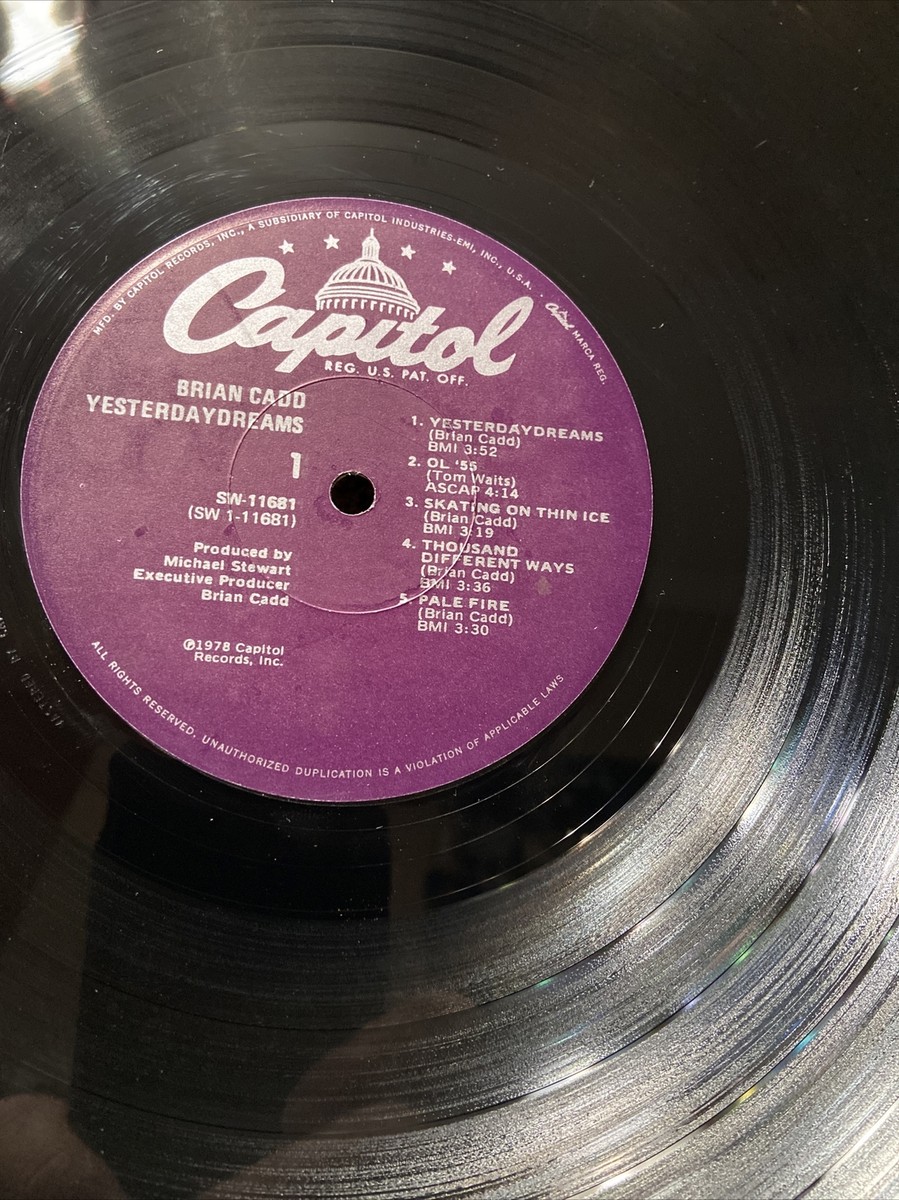 MFD. BY CAPITOL RECORDS, INC., A SUBSIDIARY OF CAPITOL INDUSTRIES-EMI, INC., U.S.A. · Capitol MARCA REG.
Capitol
REG. U.S. PAT. OFF.
BRIAN CADD
YESTERDAYDREAMS
1
SW-11681
(SW 1-11681)
Produced by
Michael Stewart
Executive Producer
Brian Cadd
℗1978 Capitol
Records, Inc.
1. YESTERDAYDREAMS
(Brian Cadd)
BMI 3:52
2. OL '55
(Tom Waits)
ASCAP 4:14
3. SKATING ON THIN ICE
(Brian Cadd)
BMI 3:19
4. THOUSAND
DIFFERENT WAYS
(Brian Cadd)
BMI 3:36
5. PALE FIRE
(Brian Cadd)
BMI 3:30
ALL RIGHTS RESERVED. UNAUTHORIZED DUPLICATION IS A VIOLATION OF APPLICABLE LAWS